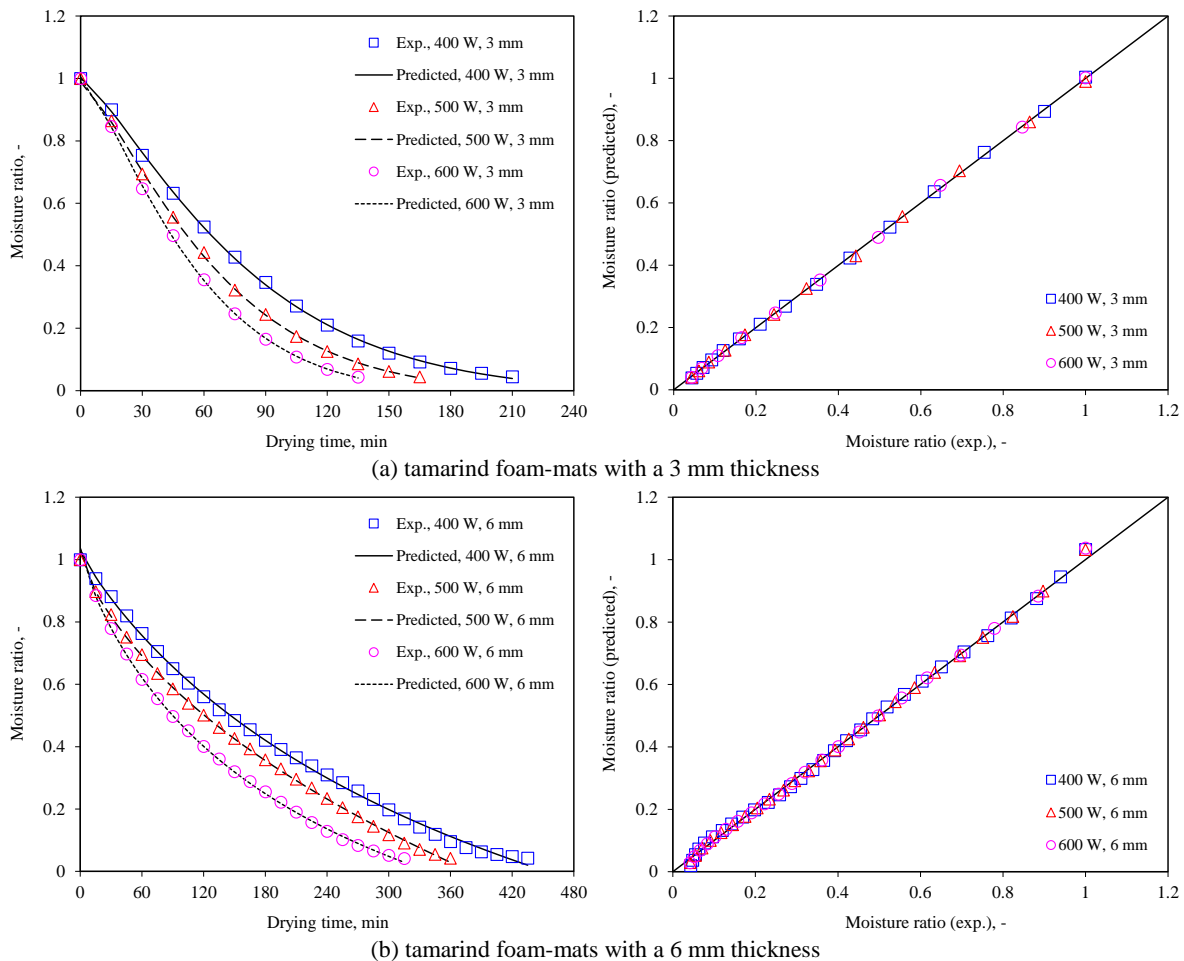 1.2
1
0.8
0.6
0.4
0.2
0
Moisture ratio, -
0 30 60 90 120 150 180 210 240
Drying time, min
Exp., 400 W, 3 mm
Predicted, 400 W, 3 mm
Exp., 500 W, 3 mm
Predicted, 500 W, 3 mm
Exp., 600 W, 3 mm
Predicted, 600 W, 3 mm
1.2
1
0.8
0.6
0.4
0.2
0
Moisture ratio (predicted), -
0 0.2 0.4 0.6 0.8 1 1.2
Moisture ratio (exp.), -
400 W, 3 mm
500 W, 3 mm
600 W, 3 mm
(a) tamarind foam-mats with a 3 mm thickness
1.2
1
0.8
0.6
0.4
0.2
0
Moisture ratio, -
0 60 120 180 240 300 360 420 480
Drying time, min
Exp., 400 W, 6 mm
Predicted, 400 W, 6 mm
Exp., 500 W, 6 mm
Predicted, 500 W, 6 mm
Exp., 600 W, 6 mm
Predicted, 600 W, 6 mm
1.2
1
0.8
0.6
0.4
0.2
0
Moisture ratio (predicted), -
0 0.2 0.4 0.6 0.8 1 1.2
Moisture ratio (exp.), -
400 W, 6 mm
500 W, 6 mm
600 W, 6 mm
(b) tamarind foam-mats with a 6 mm thickness